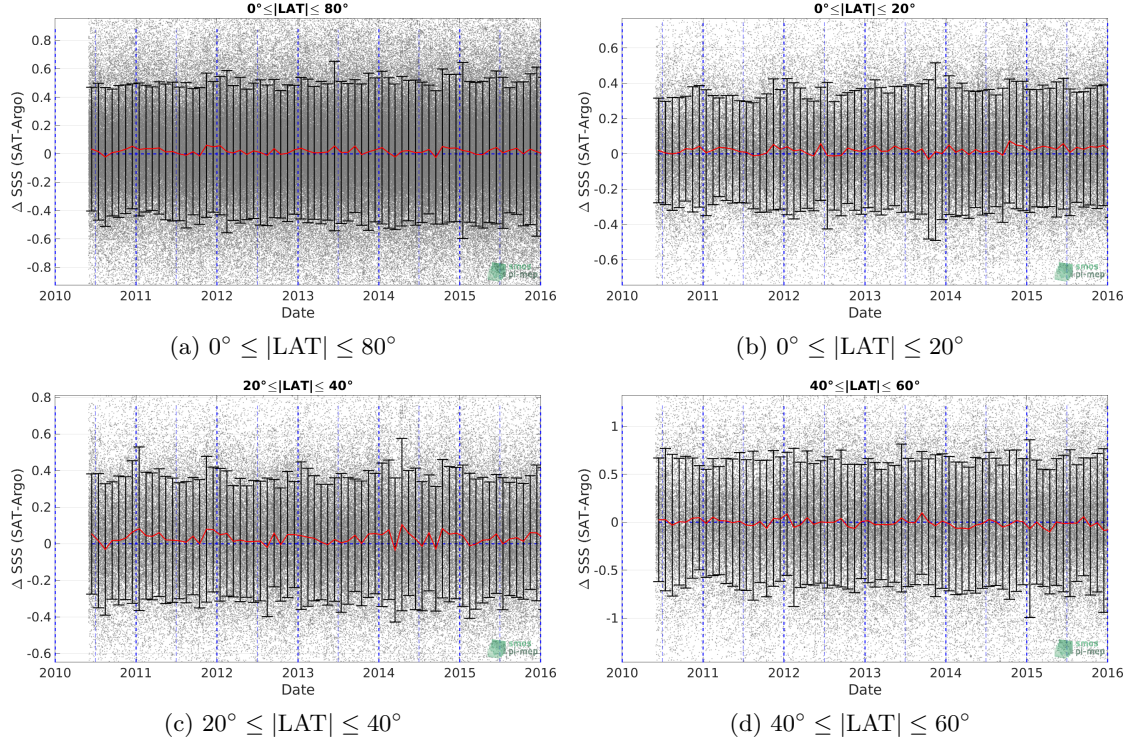 0°≤|LAT|≤ 80°
Δ SSS (SAT-Argo)
0.8
0.6
0.4
0.2
0
-0.2
-0.4
-0.6
-0.8
smos
pi-mep
2010 2011 2012 2013 2014 2015 2016
Date
(a) 0° ≤ |LAT| ≤ 80°
0°≤|LAT|≤ 20°
Δ SSS (SAT-Argo)
0.6
0.4
0.2
0
-0.2
-0.4
-0.6
smos
pi-mep
2010 2011 2012 2013 2014 2015 2016
Date
(b) 0° ≤ |LAT| ≤ 20°
20°≤|LAT|≤ 40°
Δ SSS (SAT-Argo)
0.8
0.6
0.4
0.2
0
-0.2
-0.4
-0.6
smos
pi-mep
2010 2011 2012 2013 2014 2015 2016
Date
(c) 20° ≤ |LAT| ≤ 40°
40°≤|LAT|≤ 60°
Δ SSS (SAT-Argo)
1
0.5
0
-0.5
-1
smos
pi-mep
2010 2011 2012 2013 2014 2015 2016
Date
(d) 40° ≤ |LAT| ≤ 60°